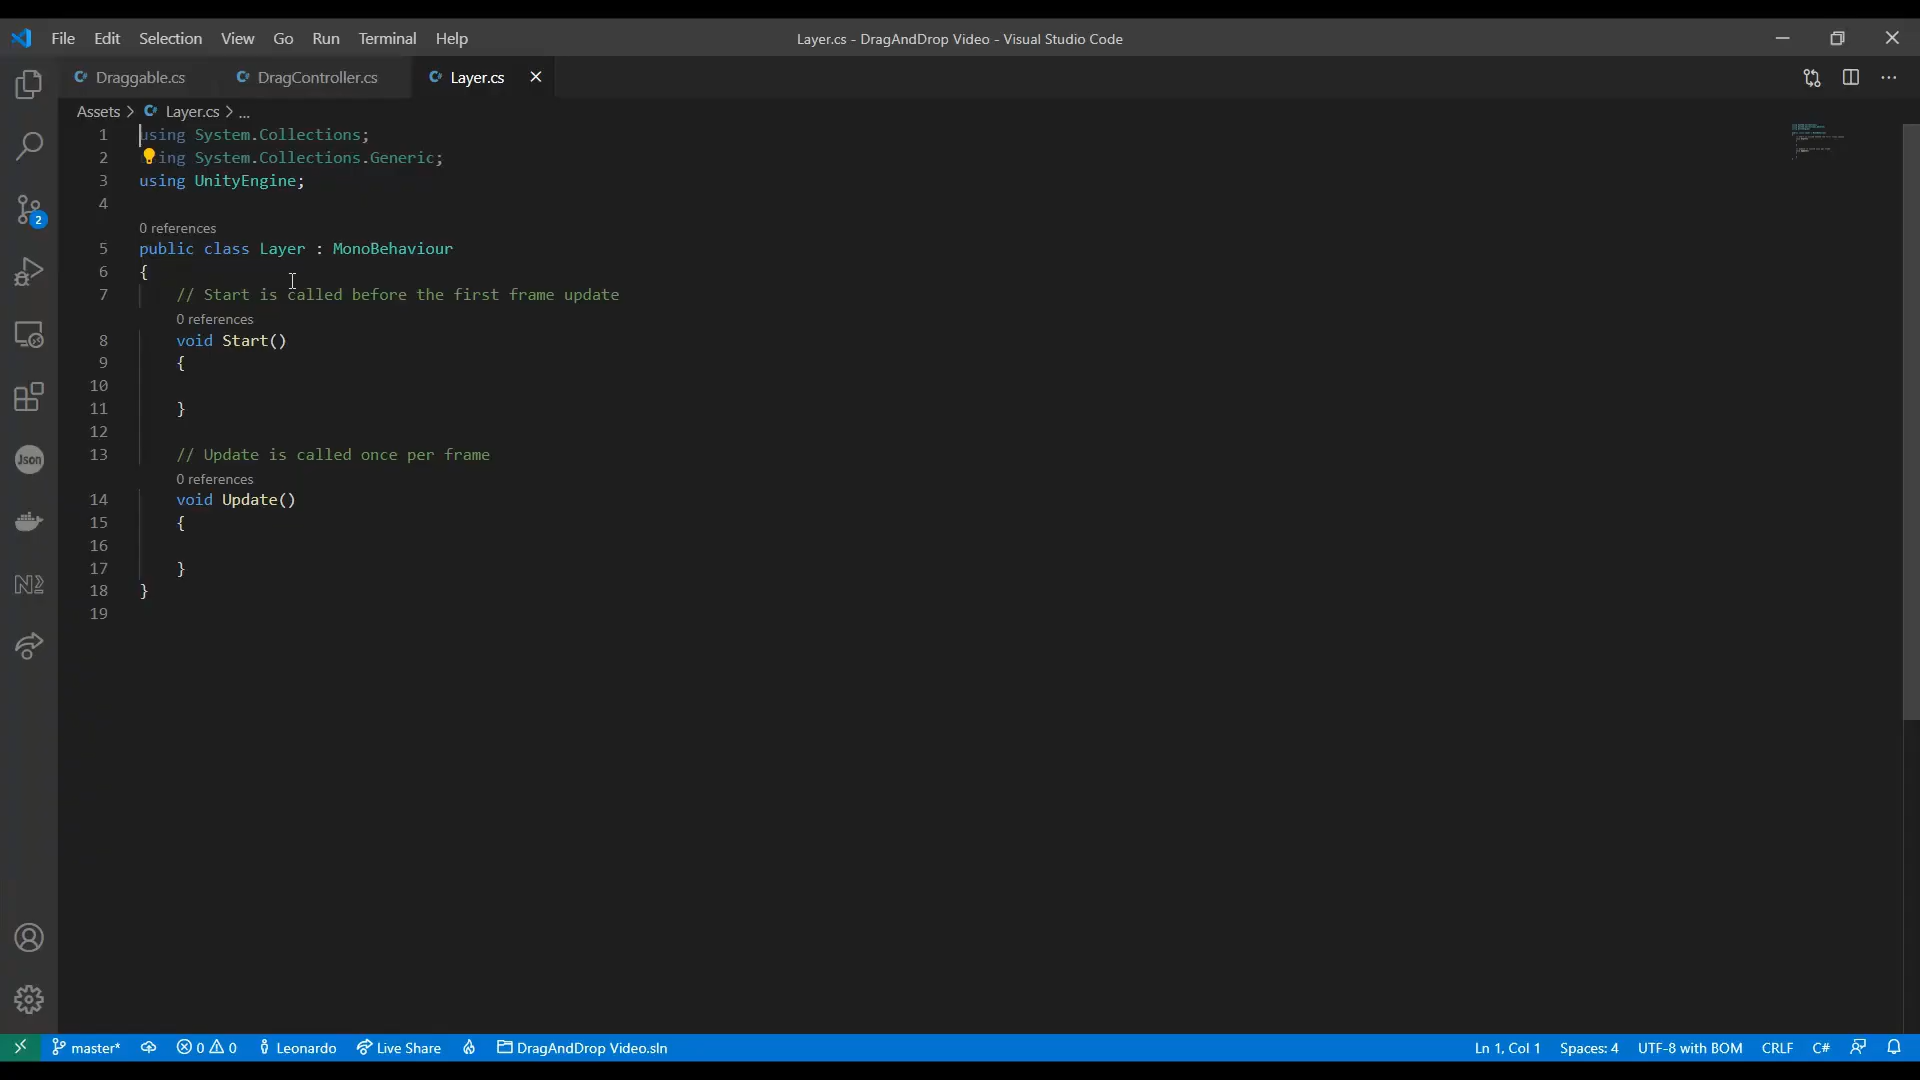 File Edit Selection View Go Run Terminal Help
Layer.cs - DragAndDrop Video - Visual Studio Code
Draggable.cs DragController.cs Layer.cs
Assets > Layer.cs > ...
1 using System.Collections;
2 ing System.Collections.Generic;
3 using UnityEngine;
4
0 references
5 public class Layer : MonoBehaviour
6 {
7 // Start is called before the first frame update
0 references
8 void Start()
9 {
10
11 }
12
13 // Update is called once per frame
0 references
14 void Update()
15 {
16
17 }
18 }
19
2
Json
N
master* 0 0 Leonardo Live Share DragAndDrop Video.sln
Ln 1, Col 1 Spaces: 4 UTF-8 with BOM CRLF C#